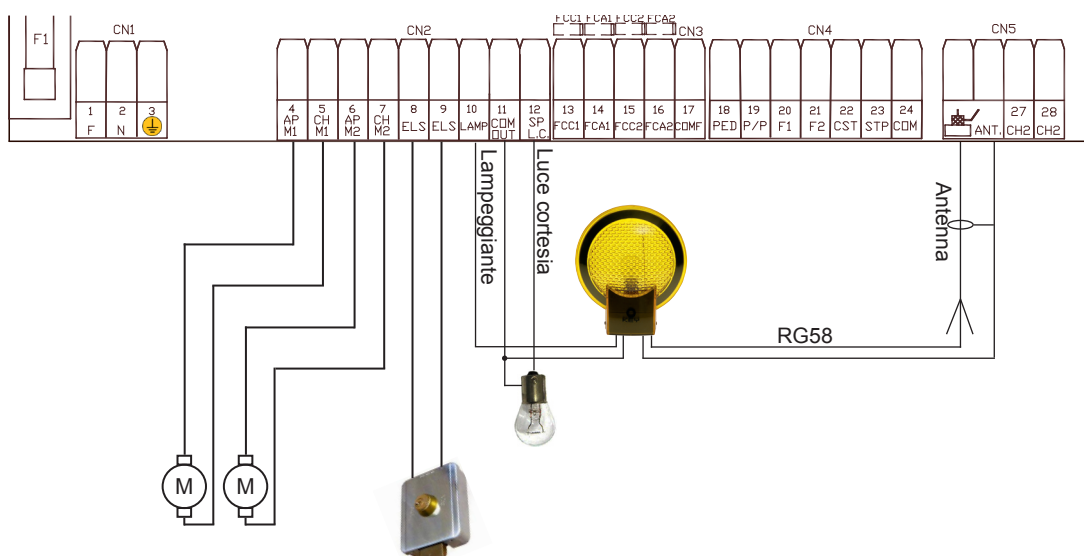 FCC1 FCA1 FCC2 FCA2
F1 CN1 CN2 CN3 CN4 CN5
1 F
2 N
3
4 AP M1
5 CH M1
6 AP M2
7 CH M2
8 ELS
9 ELS
10 LAMP
11 COM OUT
12 SP L.C.
13 FCC1
14 FCA1
15 FCC2
16 FCA2
17 COMF
18 PED
19 P/P
20 F1
21 F2
22 CST
23 STP
24 COM
ANT.
27 CH2
28 CH2
Lampeggiante
Luce cortesia
Antenna
RG58
M
M